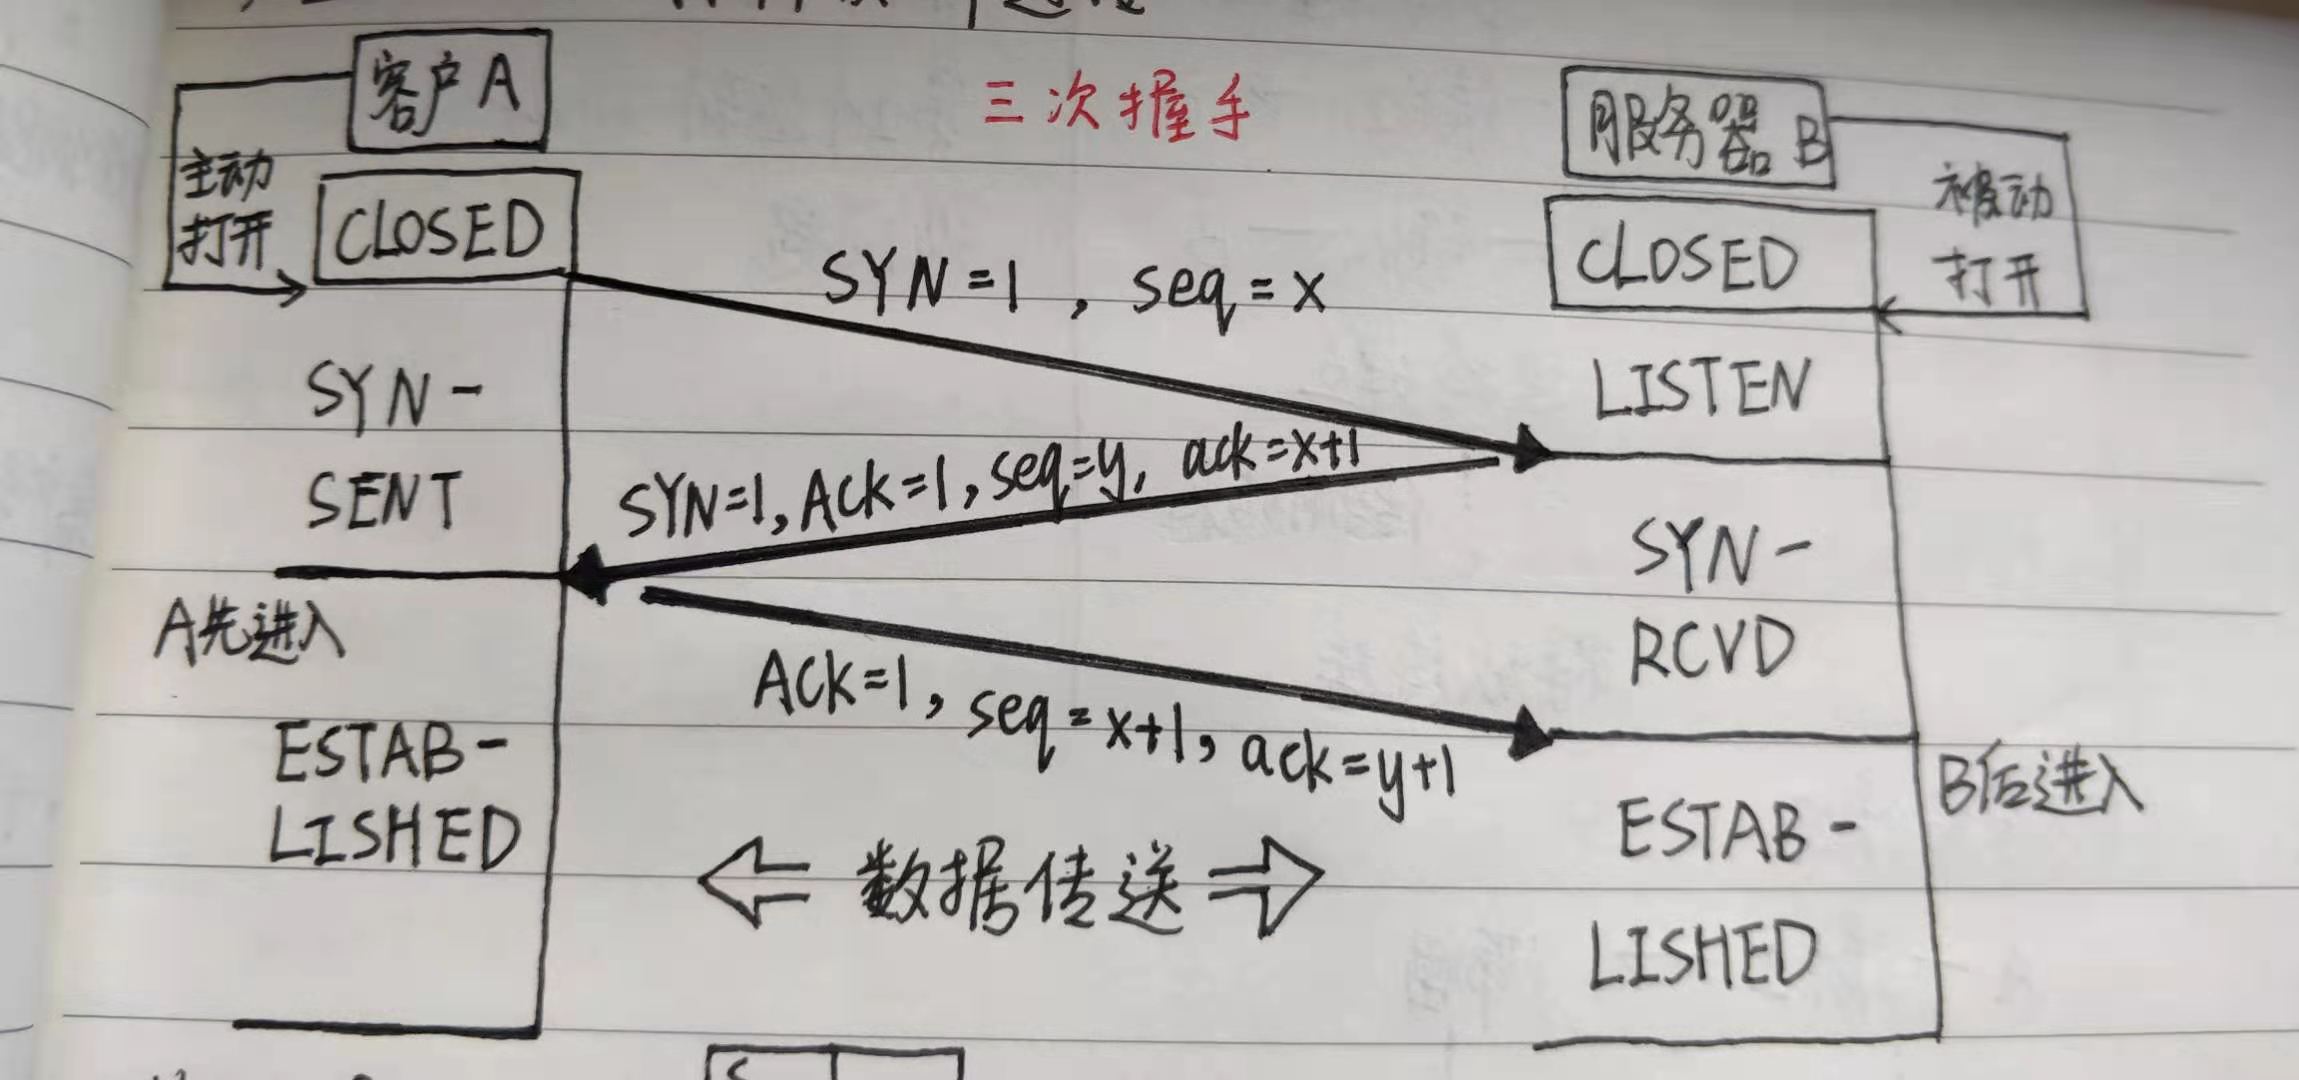 客户A
三次握手
服务器B
主动
打开
CLOSED
CLOSED
被动
打开
SYN=1 , seq=x
SYN-
SENT
LISTEN
SYN=1, ACK=1, seq=y, ack=x+1
SYN-
RCVD
A先进入
ACK=1, seq=x+1, ack=y+1
ESTAB-
LISHED
B后进入
ESTAB-
LISHED
数据传送